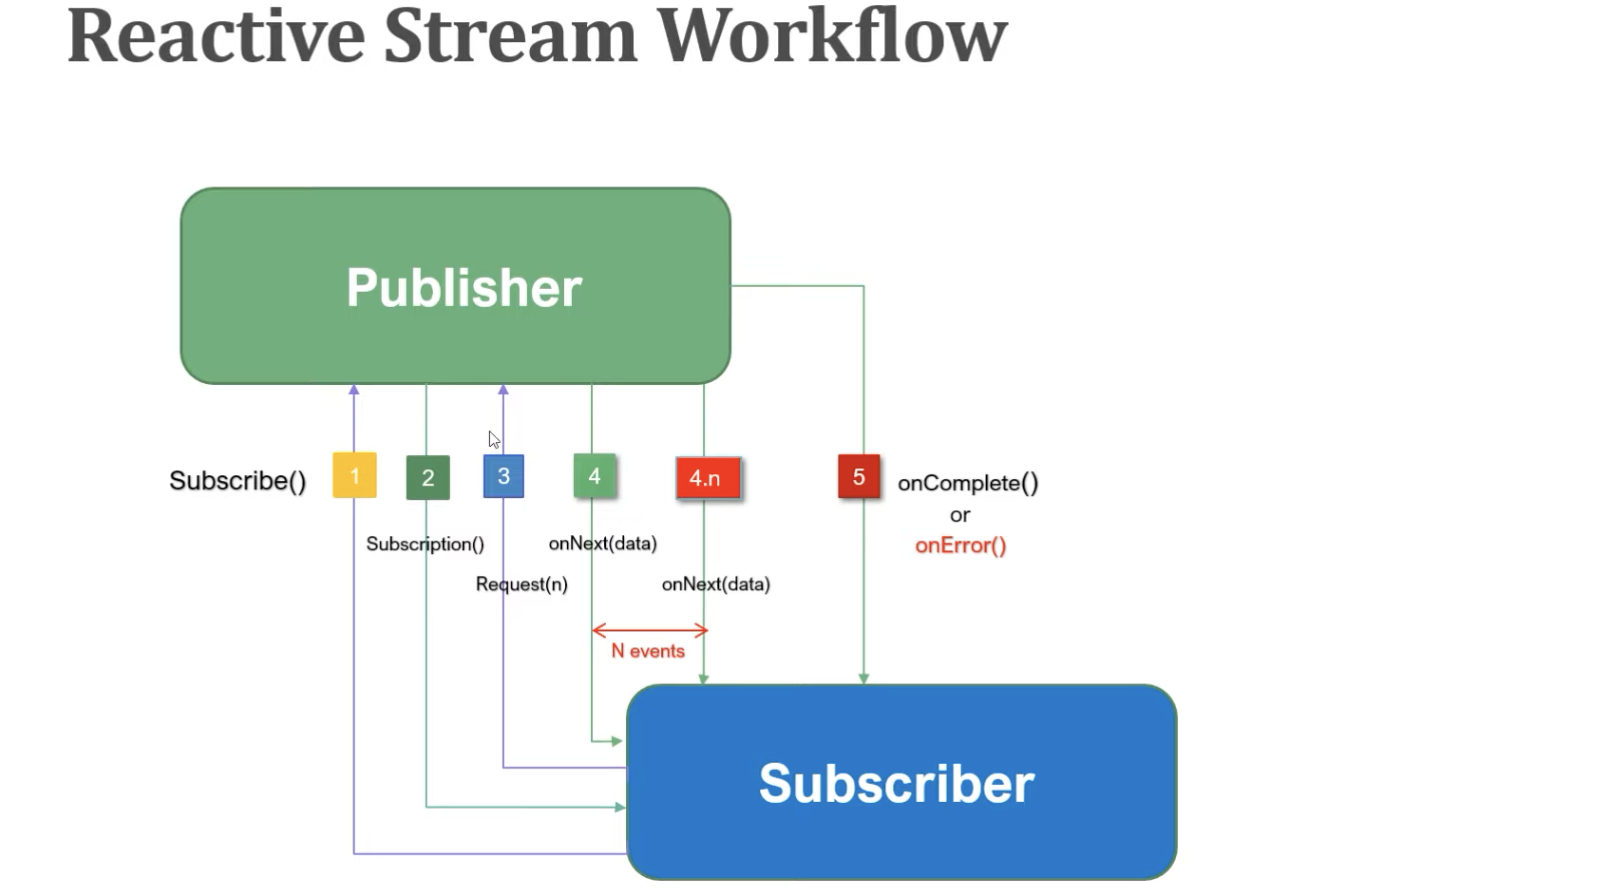 Reactive Stream Workflow
Publisher
Subscribe()
1
2
3
4
4.n
5
onComplete()
or
onError()
Subscription()
onNext(data)
Request(n)
onNext(data)
N events
Subscriber